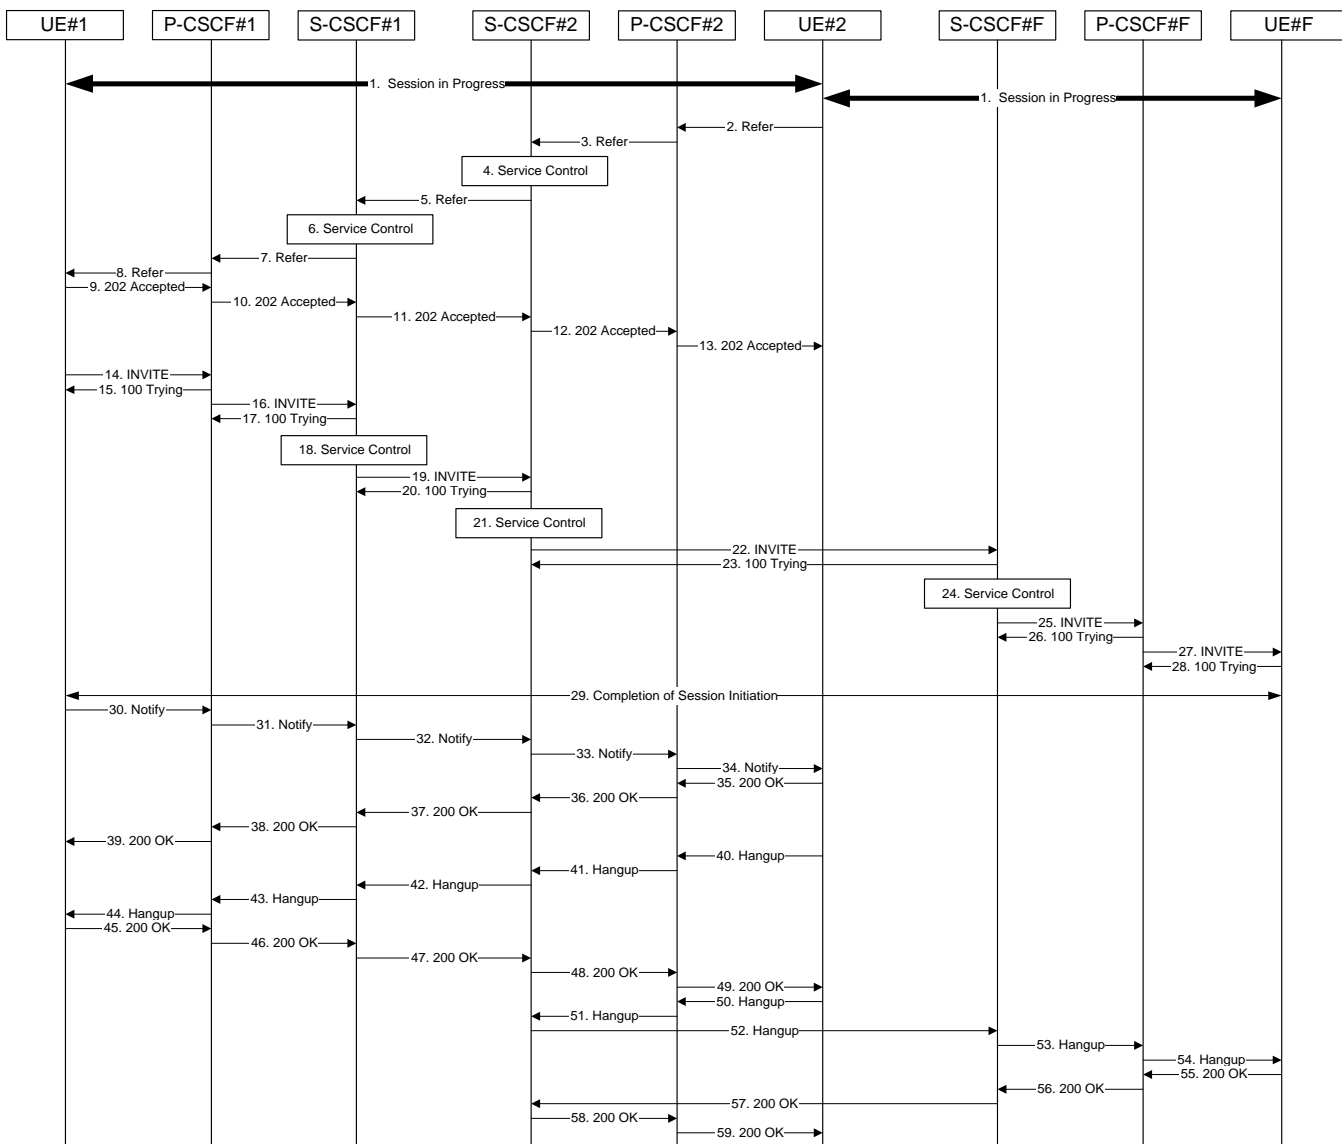 UE#1
P-CSCF#1
S-CSCF#1
S-CSCF#2
P-CSCF#2
UE#2
S-CSCF#F
P-CSCF#F
UE#F
1. Session in Progress
1. Session in Progress
2. Refer
3. Refer
4. Service Control
5. Refer
6. Service Control
7. Refer
8. Refer
9. 202 Accepted
10. 202 Accepted
11. 202 Accepted
12. 202 Accepted
13. 202 Accepted
14. INVITE
15. 100 Trying
16. INVITE
17. 100 Trying
18. Service Control
19. INVITE
20. 100 Trying
21. Service Control
22. INVITE
23. 100 Trying
24. Service Control
25. INVITE
26. 100 Trying
27. INVITE
28. 100 Trying
29. Completion of Session Initiation
30. Notify
31. Notify
32. Notify
33. Notify
34. Notify
35. 200 OK
36. 200 OK
37. 200 OK
38. 200 OK
39. 200 OK
40. Hangup
41. Hangup
42. Hangup
43. Hangup
44. Hangup
45. 200 OK
46. 200 OK
47. 200 OK
48. 200 OK
49. 200 OK
50. Hangup
51. Hangup
52. Hangup
53. Hangup
54. Hangup
55. 200 OK
56. 200 OK
57. 200 OK
58. 200 OK
59. 200 OK